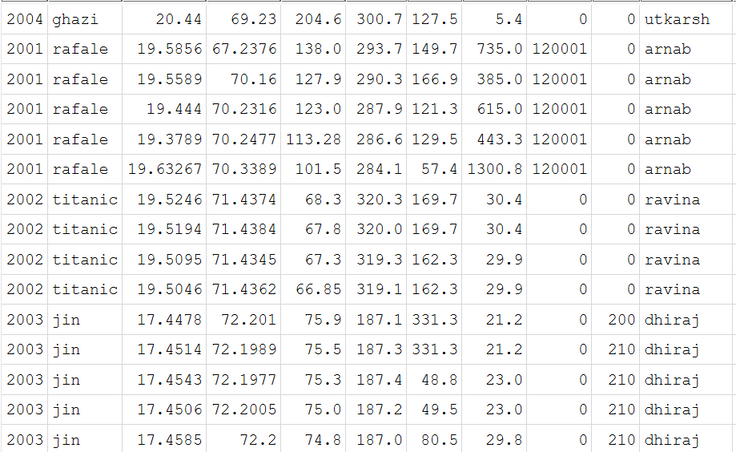 2004 ghazi 20.44 69.23 204.6 300.7 127.5 5.4 0 0 utkarsh
2001 rafale 19.5856 67.2376 138.0 293.7 149.7 735.0 120001 0 arnab
2001 rafale 19.5589 70.16 127.9 290.3 166.9 385.0 120001 0 arnab
2001 rafale 19.444 70.2316 123.0 287.9 121.3 615.0 120001 0 arnab
2001 rafale 19.3789 70.2477 113.28 286.6 129.5 443.3 120001 0 arnab
2001 rafale 19.63267 70.3389 101.5 284.1 57.4 1300.8 120001 0 arnab
2002 titanic 19.5246 71.4374 68.3 320.3 169.7 30.4 0 0 ravina
2002 titanic 19.5194 71.4384 67.8 320.0 169.7 30.4 0 0 ravina
2002 titanic 19.5095 71.4345 67.3 319.3 162.3 29.9 0 0 ravina
2002 titanic 19.5046 71.4362 66.85 319.1 162.3 29.9 0 0 ravina
2003 jin 17.4478 72.201 75.9 187.1 331.3 21.2 0 200 dhiraj
2003 jin 17.4514 72.1989 75.5 187.3 331.3 21.2 0 210 dhiraj
2003 jin 17.4543 72.1977 75.3 187.4 48.8 23.0 0 210 dhiraj
2003 jin 17.4506 72.2005 75.0 187.2 49.5 23.0 0 210 dhiraj
2003 jin 17.4585 72.2 74.8 187.0 80.5 29.8 0 210 dhiraj